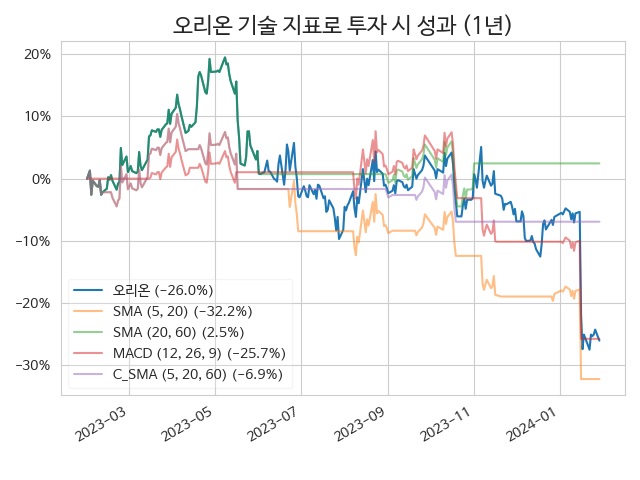 오리온 기술 지표로 투자 시 성과 (1년)
20%
10%
0%
−10%
−20%
−30%
오리온 (−26.0%)
SMA (5, 20) (−32.2%)
SMA (20, 60) (2.5%)
MACD (12, 26, 9) (−25.7%)
C_SMA (5, 20, 60) (−6.9%)
2023−03
2023−05
2023−07
2023−09
2023−11
2024−01